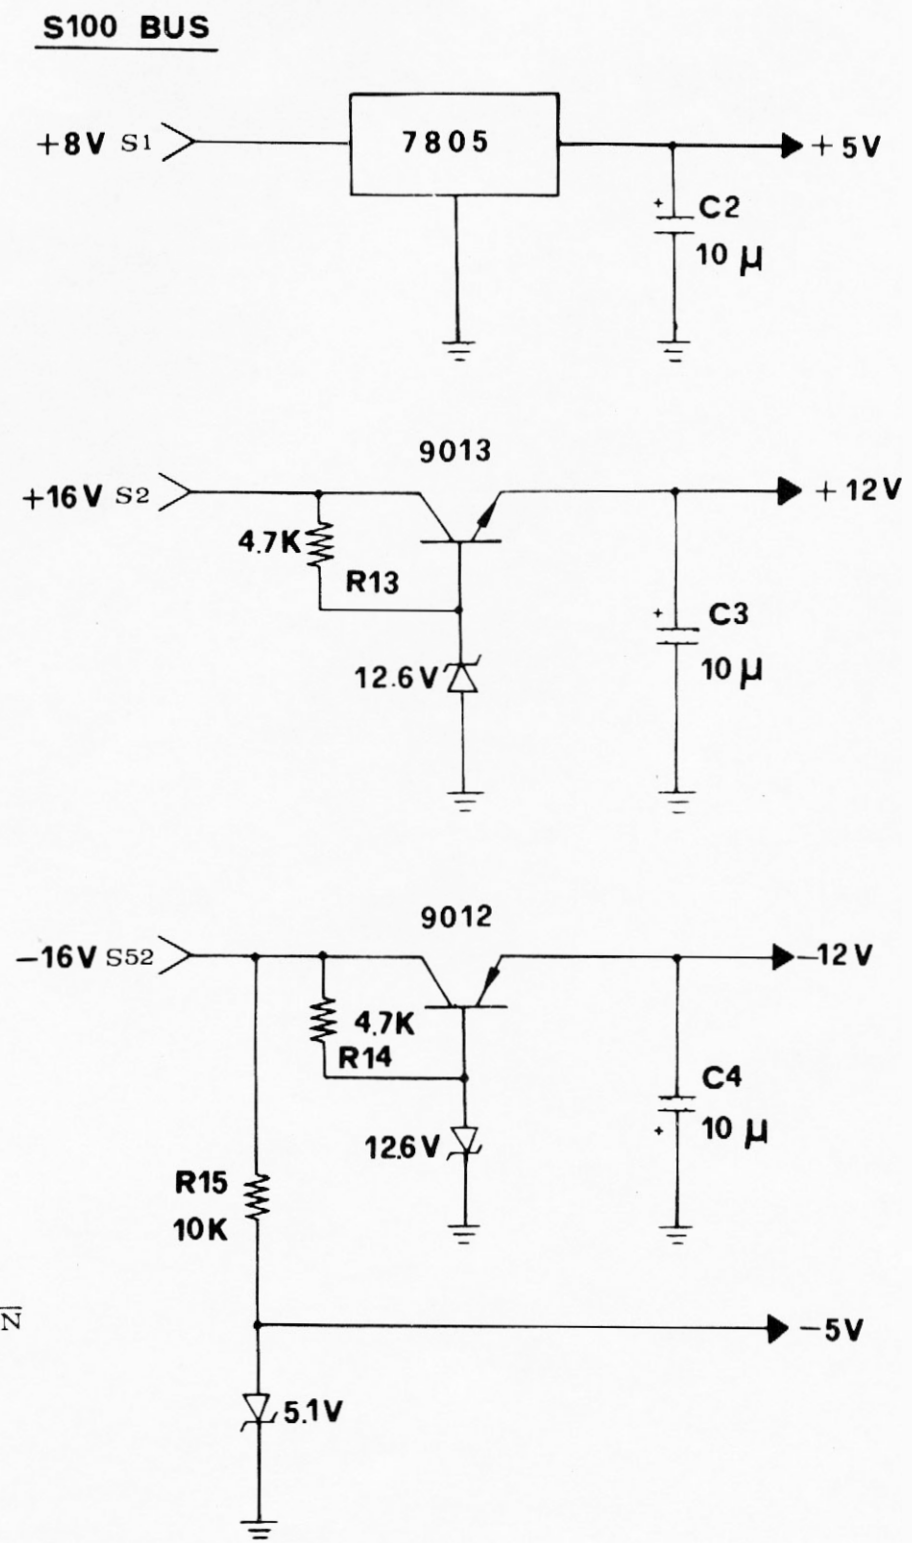 S100 BUS
+8V S1
7805
+5V
+ C2
10 µ
9013
+16V S2
+12V
4.7K
R13
+ C3
12.6V
10 µ
9012
-16V S52
-12V
4.7K
R14
C4
12.6V
+ 10 µ
R15
10K
N̅
-5V
5.1V